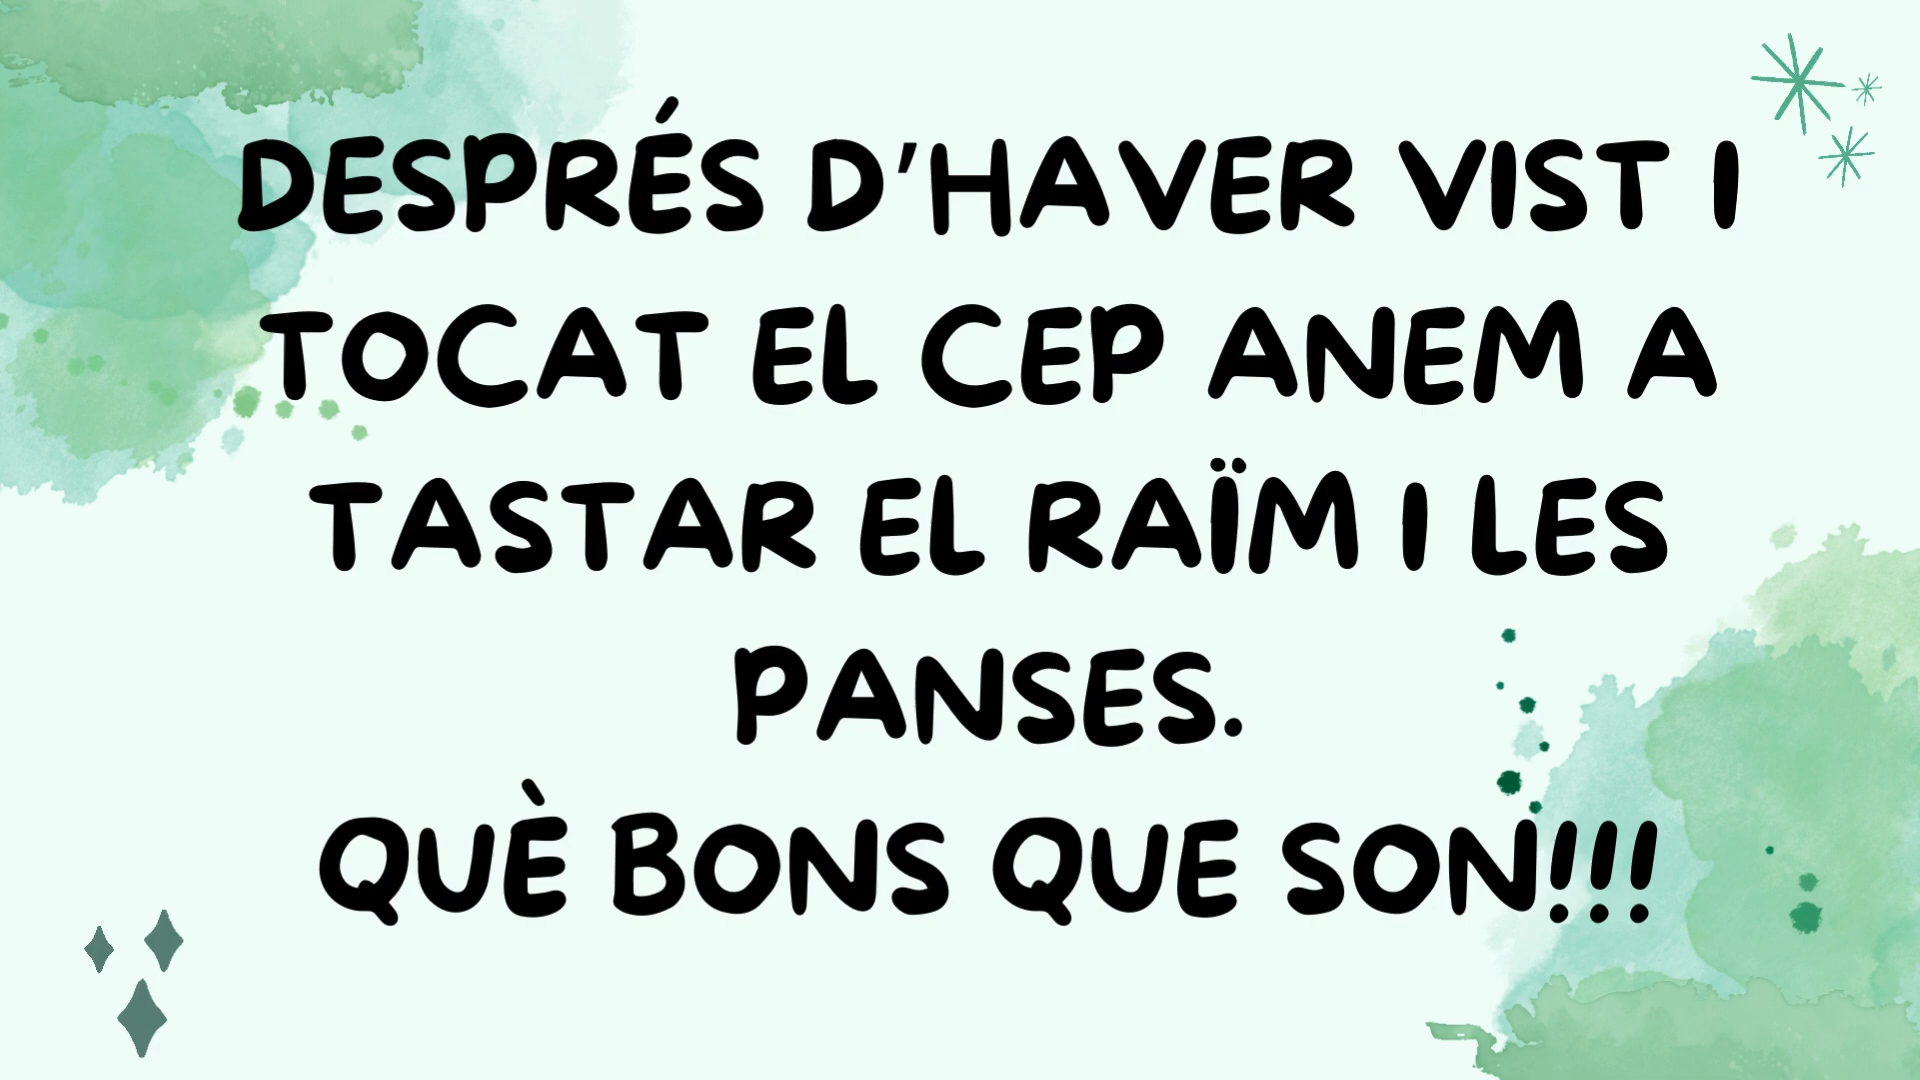 DESPRÉS D'HAVER VIST I
TOCAT EL CEP ANEM A
TASTAR EL RAÏM I LES
PANSES.
QUÈ BONS QUE SON!!!